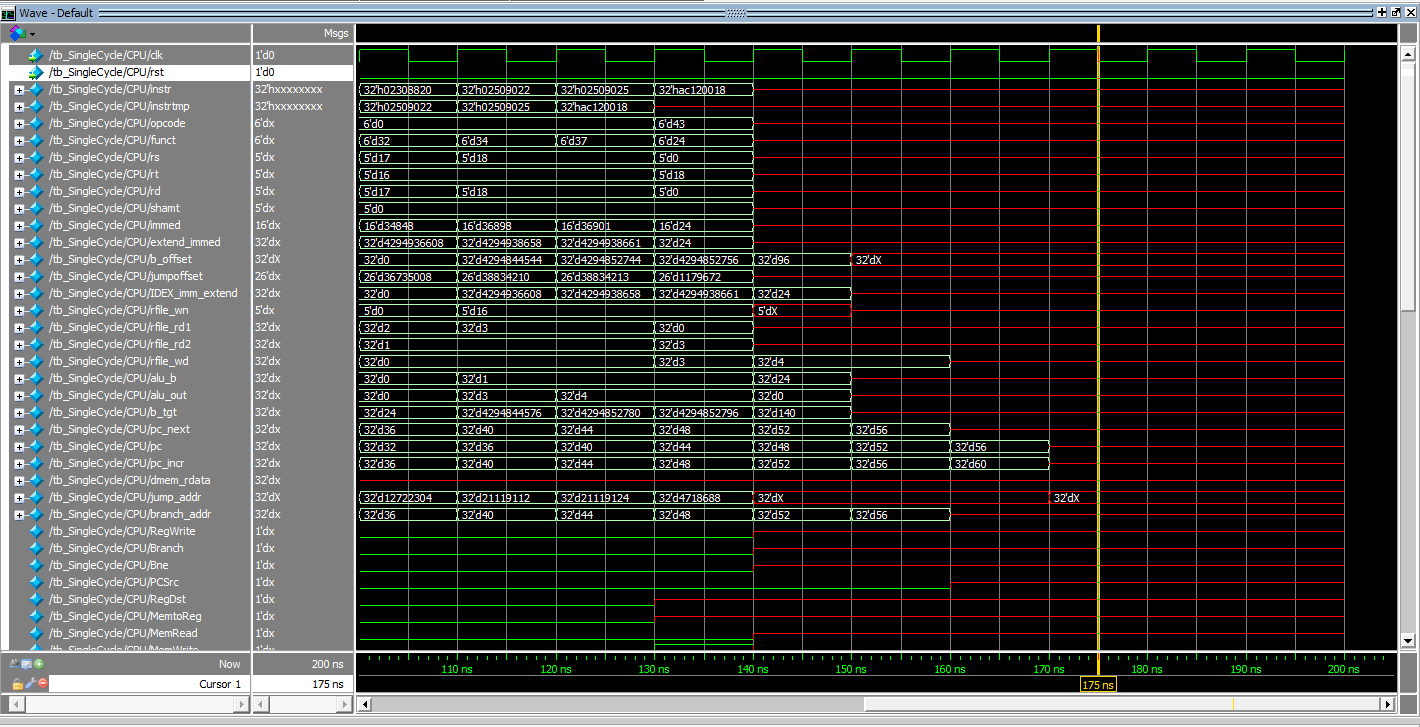 Wave - Default
Msgs
/tb_SingleCycle/CPU/clk 1'd0
/tb_SingleCycle/CPU/rst 1'd0
/tb_SingleCycle/CPU/instr 32'hxxxxxxxx 32'h02308820 32'h02509022 32'h02509025 32'hac120018
/tb_SingleCycle/CPU/instrtmp 32'hxxxxxxxx 32'h02509022 32'h02509025 32'hac120018
/tb_SingleCycle/CPU/opcode 6'dx 6'd0 6'd43
/tb_SingleCycle/CPU/funct 6'dx 6'd32 6'd34 6'd37 6'd24
/tb_SingleCycle/CPU/rs 5'dx 5'd17 5'd18 5'd0
/tb_SingleCycle/CPU/rt 5'dx 5'd16 5'd18
/tb_SingleCycle/CPU/rd 5'dx 5'd17 5'd18 5'd0
/tb_SingleCycle/CPU/shamt 5'dx 5'd0
/tb_SingleCycle/CPU/immed 16'dx 16'd34848 16'd36898 16'd36901 16'd24
/tb_SingleCycle/CPU/extend_immed 32'dx 32'd4294936608 32'd4294938658 32'd4294938661 32'd24
/tb_SingleCycle/CPU/b_offset 32'dX 32'd0 32'd4294844544 32'd4294852744 32'd4294852756 32'd96 32'dX
/tb_SingleCycle/CPU/jumpoffset 26'dx 26'd36735008 26'd38834210 26'd38834213 26'd1179672
/tb_SingleCycle/CPU/IDEX_imm_extend 32'dx 32'd0 32'd4294936608 32'd4294938658 32'd4294938661 32'd24
/tb_SingleCycle/CPU/rfile_wn 5'dx 5'd0 5'd16 5'dX
/tb_SingleCycle/CPU/rfile_rd1 32'dx 32'd2 32'd3 32'd0
/tb_SingleCycle/CPU/rfile_rd2 32'dx 32'd1 32'd3
/tb_SingleCycle/CPU/rfile_wd 32'dx 32'd0 32'd3 32'd4
/tb_SingleCycle/CPU/alu_b 32'dx 32'd0 32'd1 32'd24
/tb_SingleCycle/CPU/alu_out 32'dx 32'd0 32'd3 32'd4 32'd0
/tb_SingleCycle/CPU/b_tgt 32'dx 32'd24 32'd4294844576 32'd4294852780 32'd4294852796 32'd140
/tb_SingleCycle/CPU/pc_next 32'dx 32'd36 32'd40 32'd44 32'd48 32'd52 32'd56
/tb_SingleCycle/CPU/pc 32'dx 32'd32 32'd36 32'd40 32'd44 32'd48 32'd52 32'd56
/tb_SingleCycle/CPU/pc_incr 32'dx 32'd36 32'd40 32'd44 32'd48 32'd52 32'd56 32'd60
/tb_SingleCycle/CPU/dmem_rdata 32'dx
/tb_SingleCycle/CPU/jump_addr 32'dX 32'd12722304 32'd21119112 32'd21119124 32'd4718688 32'dX 32'dX
/tb_SingleCycle/CPU/branch_addr 32'dx 32'd36 32'd40 32'd44 32'd48 32'd52 32'd56
/tb_SingleCycle/CPU/RegWrite 1'dx
/tb_SingleCycle/CPU/Branch 1'dx
/tb_SingleCycle/CPU/Bne 1'dx
/tb_SingleCycle/CPU/PCSrc 1'dx
/tb_SingleCycle/CPU/RegDst 1'dx
/tb_SingleCycle/CPU/MemtoReg 1'dx
/tb_SingleCycle/CPU/MemRead 1'dx
/tb_SingleCycle/CPU/MemWrite 1'dx
Now 200 ns 110 ns 120 ns 130 ns 140 ns 150 ns 160 ns 170 ns 180 ns 190 ns 200 ns
Cursor 1 175 ns 175 ns